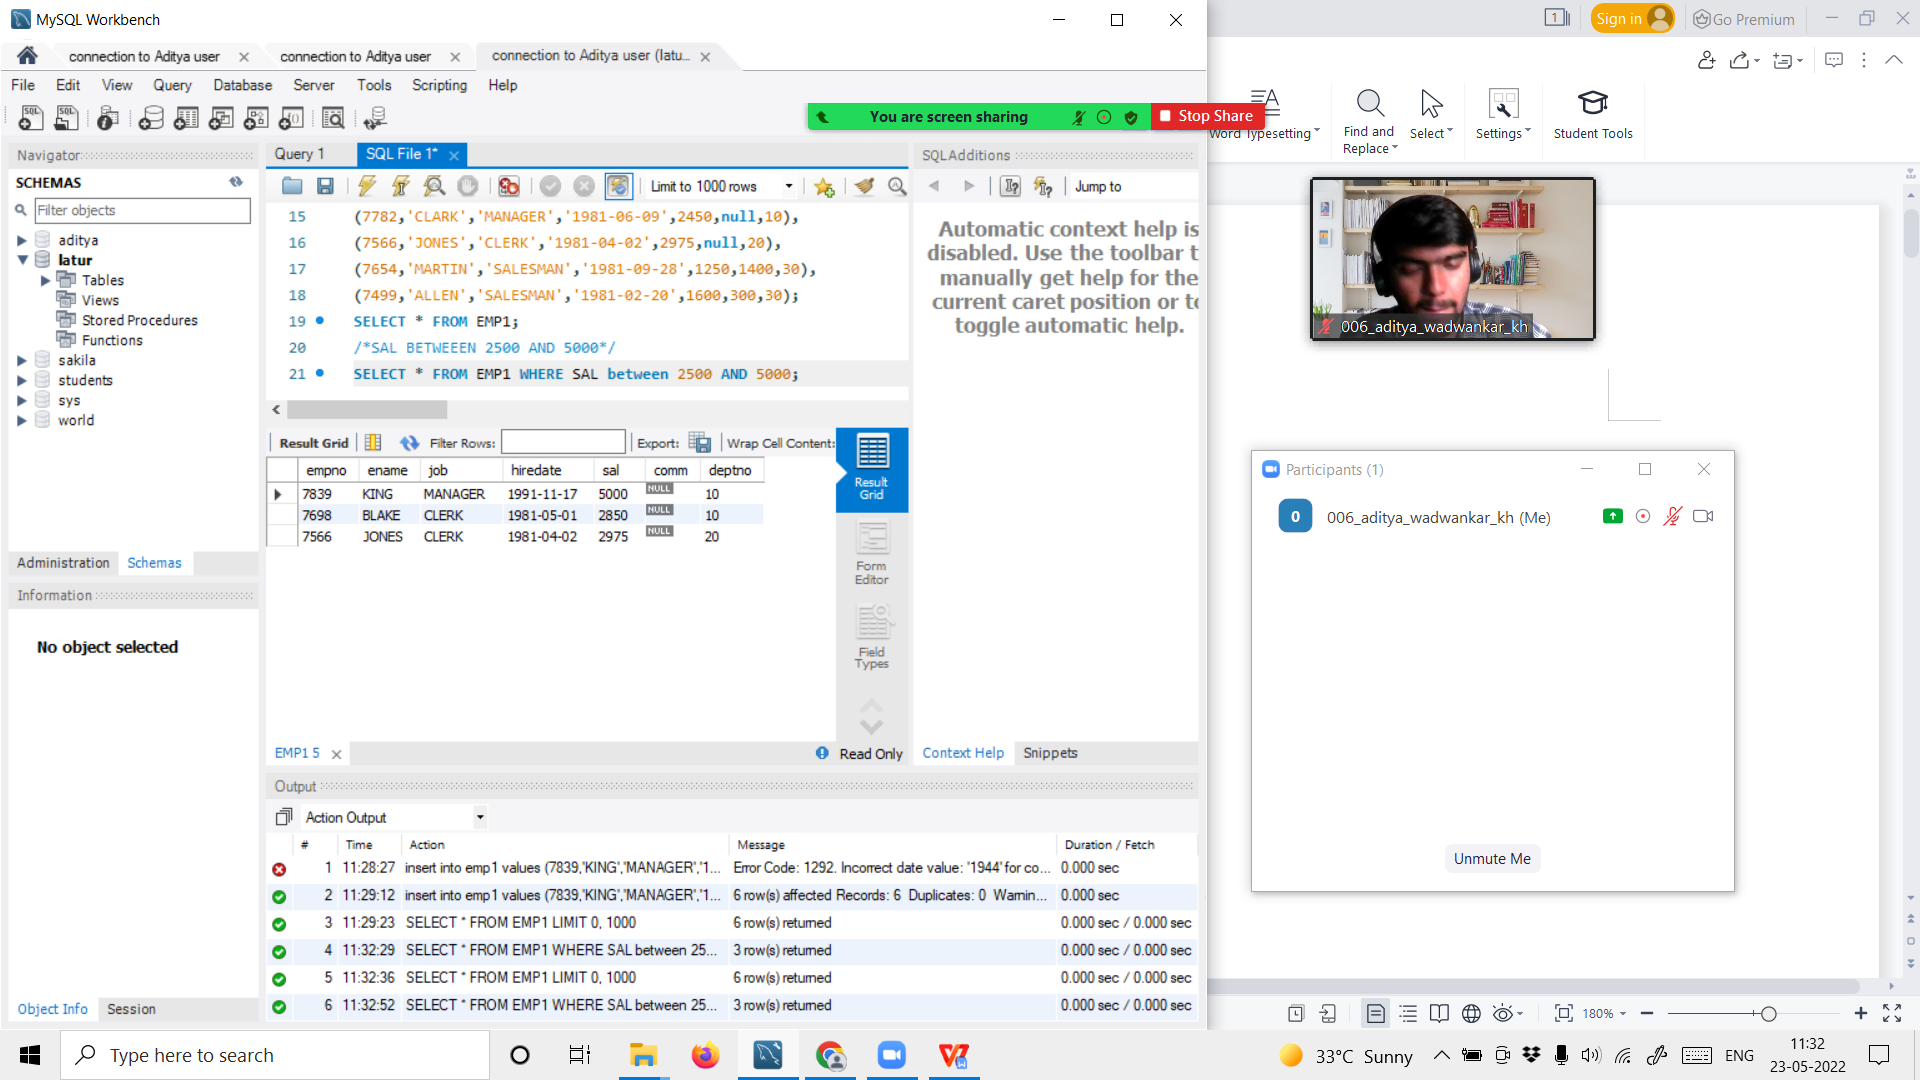 MySQL Workbench
connection to Aditya user
connection to Aditya user
connection to Aditya user (latu...
File Edit View Query Database Server Tools Scripting Help
You are screen sharing
Stop Share
1
Sign in
Go Premium
Word Typesetting
Find and Replace
Select
Settings
Student Tools
Navigator
SCHEMAS
Filter objects
aditya
latur
Tables
Views
Stored Procedures
Functions
sakila
students
sys
world
Administration Schemas
Information
No object selected
Object Info Session
Query 1
SQL File 1*
Limit to 1000 rows
15 (7782,'CLARK','MANAGER','1981-06-09',2450,null,10),
16 (7566,'JONES','CLERK','1981-04-02',2975,null,20),
17 (7654,'MARTIN','SALESMAN','1981-09-28',1250,1400,30),
18 (7499,'ALLEN','SALESMAN','1981-02-20',1600,300,30);
19 SELECT * FROM EMP1;
20 /*SAL BETWEEEN 2500 AND 5000*/
21 SELECT * FROM EMP1 WHERE SAL between 2500 AND 5000;
Result Grid Filter Rows: Export: Wrap Cell Content:
empno ename job hiredate sal comm deptno
7839 KING MANAGER 1991-11-17 5000 NULL 10
7698 BLAKE CLERK 1981-05-01 2850 NULL 10
7566 JONES CLERK 1981-04-02 2975 NULL 20
Result Grid
Form Editor
Field Types
EMP1 5
Read Only
SQLAdditions
Jump to
Automatic context help is
disabled. Use the toolbar t
manually get help for the
current caret position or to
toggle automatic help.
Context Help Snippets
Output
Action Output
# Time Action Message Duration / Fetch
1 11:28:27 insert into emp1 values (7839,'KING','MANAGER','1... Error Code: 1292. Incorrect date value: '1944' for co... 0.000 sec
2 11:29:12 insert into emp1 values (7839,'KING','MANAGER','1... 6 row(s) affected Records: 6 Duplicates: 0 Warnin... 0.000 sec
3 11:29:23 SELECT * FROM EMP1 LIMIT 0, 1000 6 row(s) returned 0.000 sec / 0.000 sec
4 11:32:29 SELECT * FROM EMP1 WHERE SAL between 25... 3 row(s) returned 0.000 sec / 0.000 sec
5 11:32:36 SELECT * FROM EMP1 LIMIT 0, 1000 6 row(s) returned 0.000 sec / 0.000 sec
6 11:32:52 SELECT * FROM EMP1 WHERE SAL between 25... 3 row(s) returned 0.000 sec / 0.000 sec
006_aditya_wadwankar_kh
Participants (1)
0 006_aditya_wadwankar_kh (Me)
Unmute Me
180%
Type here to search
33°C Sunny
ENG
11:32
23-05-2022